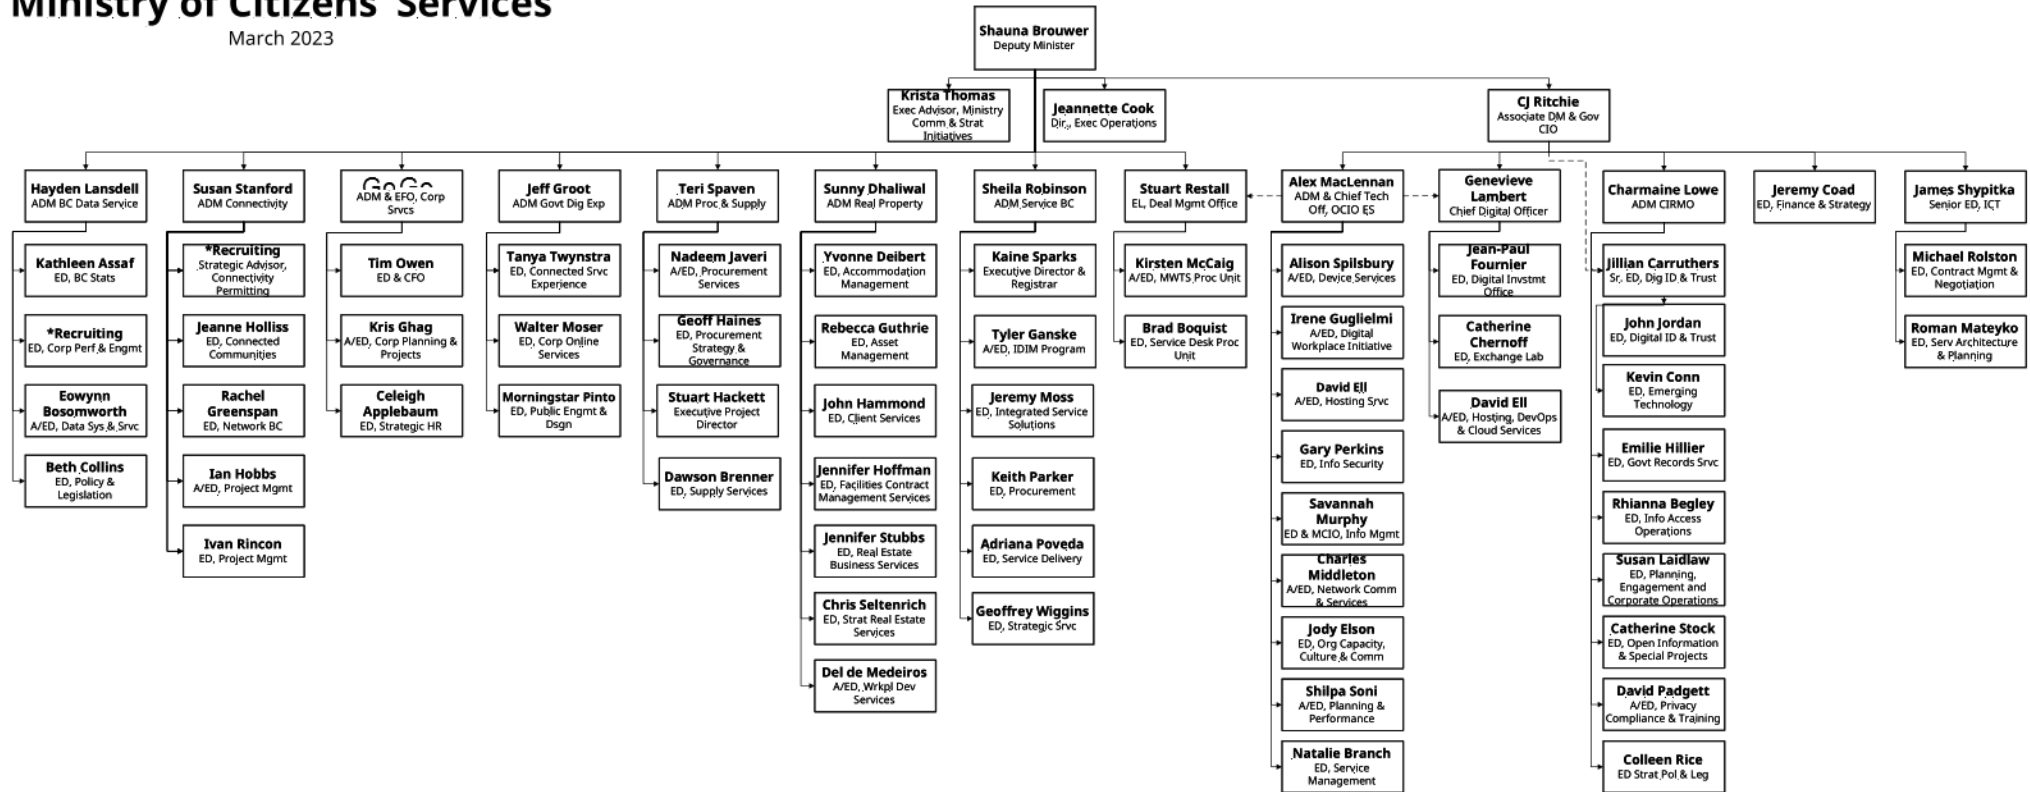 Ministry of Citizens' Services
March 2023
Shauna Brouwer
Deputy Minister
Krista Thomas
Exec Advisor, Ministry
Comm & Strat
Initiatives
Jeannette Cook
Dir., Exec Operations
CJ Ritchie
Associate DM & Gov
CIO
Hayden Lansdell
ADM BC Data Service
Susan Stanford
ADM Connectivity
ADM & EFO, Corp
Srvcs
Jeff Groot
ADM Govt Dig Exp
Teri Spaven
ADM Proc & Supply
Sunny Dhaliwal
ADM Real Property
Sheila Robinson
ADM Service BC
Stuart Restall
EL, Deal Mgmt Office
Alex MacLennan
ADM & Chief Tech
Off, OCIO ES
Genevieve
Lambert
Chief Digital Officer
Charmaine Lowe
ADM CIRMO
Jeremy Coad
ED, Finance & Strategy
James Shypitka
Senior ED, ICT
Kathleen Assaf
ED, BC Stats
*Recruiting
ED, Corp Perf & Engmt
Eowynn
Bosomworth
A/ED, Data Sys & Srvc
Beth Collins
ED, Policy &
Legislation
*Recruiting
Strategic Advisor,
Connectivity
Permitting
Jeanne Holliss
ED, Connected
Communities
Rachel
Greenspan
ED, Network BC
Ian Hobbs
A/ED, Project Mgmt
Ivan Rincon
ED, Project Mgmt
Tim Owen
ED & CFO
Kris Ghag
A/ED, Corp Planning &
Projects
Celeigh
Applebaum
ED, Strategic HR
Tanya Twynstra
ED, Connected Srvc
Experience
Walter Moser
ED, Corp Online
Services
Morningstar Pinto
ED, Public Engmt &
Dsgn
Nadeem Javeri
A/ED, Procurement
Services
Geoff Haines
ED, Procurement
Strategy &
Governance
Stuart Hackett
Executive Project
Director
Dawson Brenner
ED, Supply Services
Yvonne Deibert
ED, Accommodation
Management
Rebecca Guthrie
ED, Asset
Management
John Hammond
ED, Client Services
Jennifer Hoffman
ED, Facilities Contract
Management Services
Jennifer Stubbs
ED, Real Estate
Business Services
Chris Seltenrich
ED, Strat Real Estate
Services
Del de Medeiros
A/ED, Wrkpl Dev
Services
Kaine Sparks
Executive Director &
Registrar
Tyler Ganske
A/ED, IDIM Program
Jeremy Moss
ED, Integrated Service
Solutions
Keith Parker
ED, Procurement
Adriana Poveda
ED, Service Delivery
Geoffrey Wiggins
ED, Strategic Srvc
Kirsten McCaig
A/ED, MWTS Proc Unit
Brad Boquist
ED, Service Desk Proc
Unit
Alison Spilsbury
A/ED, Device Services
Irene Guglielmi
A/ED, Digital
Workplace Initiative
David Ell
A/ED, Hosting Srvc
Gary Perkins
ED, Info Security
Savannah
Murphy
ED & MCIO, Info Mgmt
Charles
Middleton
A/ED, Network Comm
& Services
Jody Elson
ED, Org Capacity,
Culture & Comm
Shilpa Soni
A/ED, Planning &
Performance
Natalie Branch
ED, Service
Management
Jean-Paul
Fournier
ED, Digital Invstmt
Office
Catherine
Chernoff
ED, Exchange Lab
David Ell
A/ED, Hosting, DevOps
& Cloud Services
Jillian Carruthers
Sr. ED, Dig ID & Trust
John Jordan
ED, Digital ID & Trust
Kevin Conn
ED, Emerging
Technology
Emilie Hillier
ED, Govt Records Srvc
Rhianna Begley
ED, Info Access
Operations
Susan Laidlaw
ED, Planning,
Engagement and
Corporate Operations
Catherine Stock
ED, Open Information
& Special Projects
David Padgett
A/ED, Privacy
Compliance & Training
Colleen Rice
ED Strat Pol & Leg
Michael Rolston
ED, Contract Mgmt &
Negotiation
Roman Mateyko
ED, Serv Architecture
& Planning